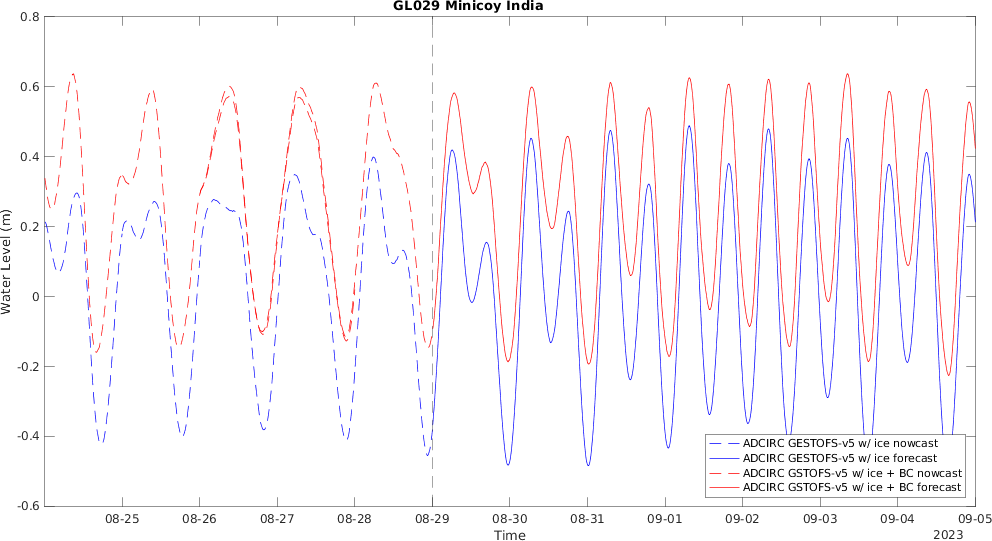 GL029 Minicoy India
0.8
0.6
0.4
0.2
0
-0.2
-0.4
-0.6
Water Level (m)
ADCIRC GESTOFS-v5 w/ ice nowcast
ADCIRC GESTOFS-v5 w/ ice forecast
ADCIRC GSTOFS-v5 w/ ice + BC nowcast
ADCIRC GSTOFS-v5 w/ ice + BC forecast
08-25 08-26 08-27 08-28 08-29 08-30 08-31 09-01 09-02 09-03 09-04 09-05
Time
2023